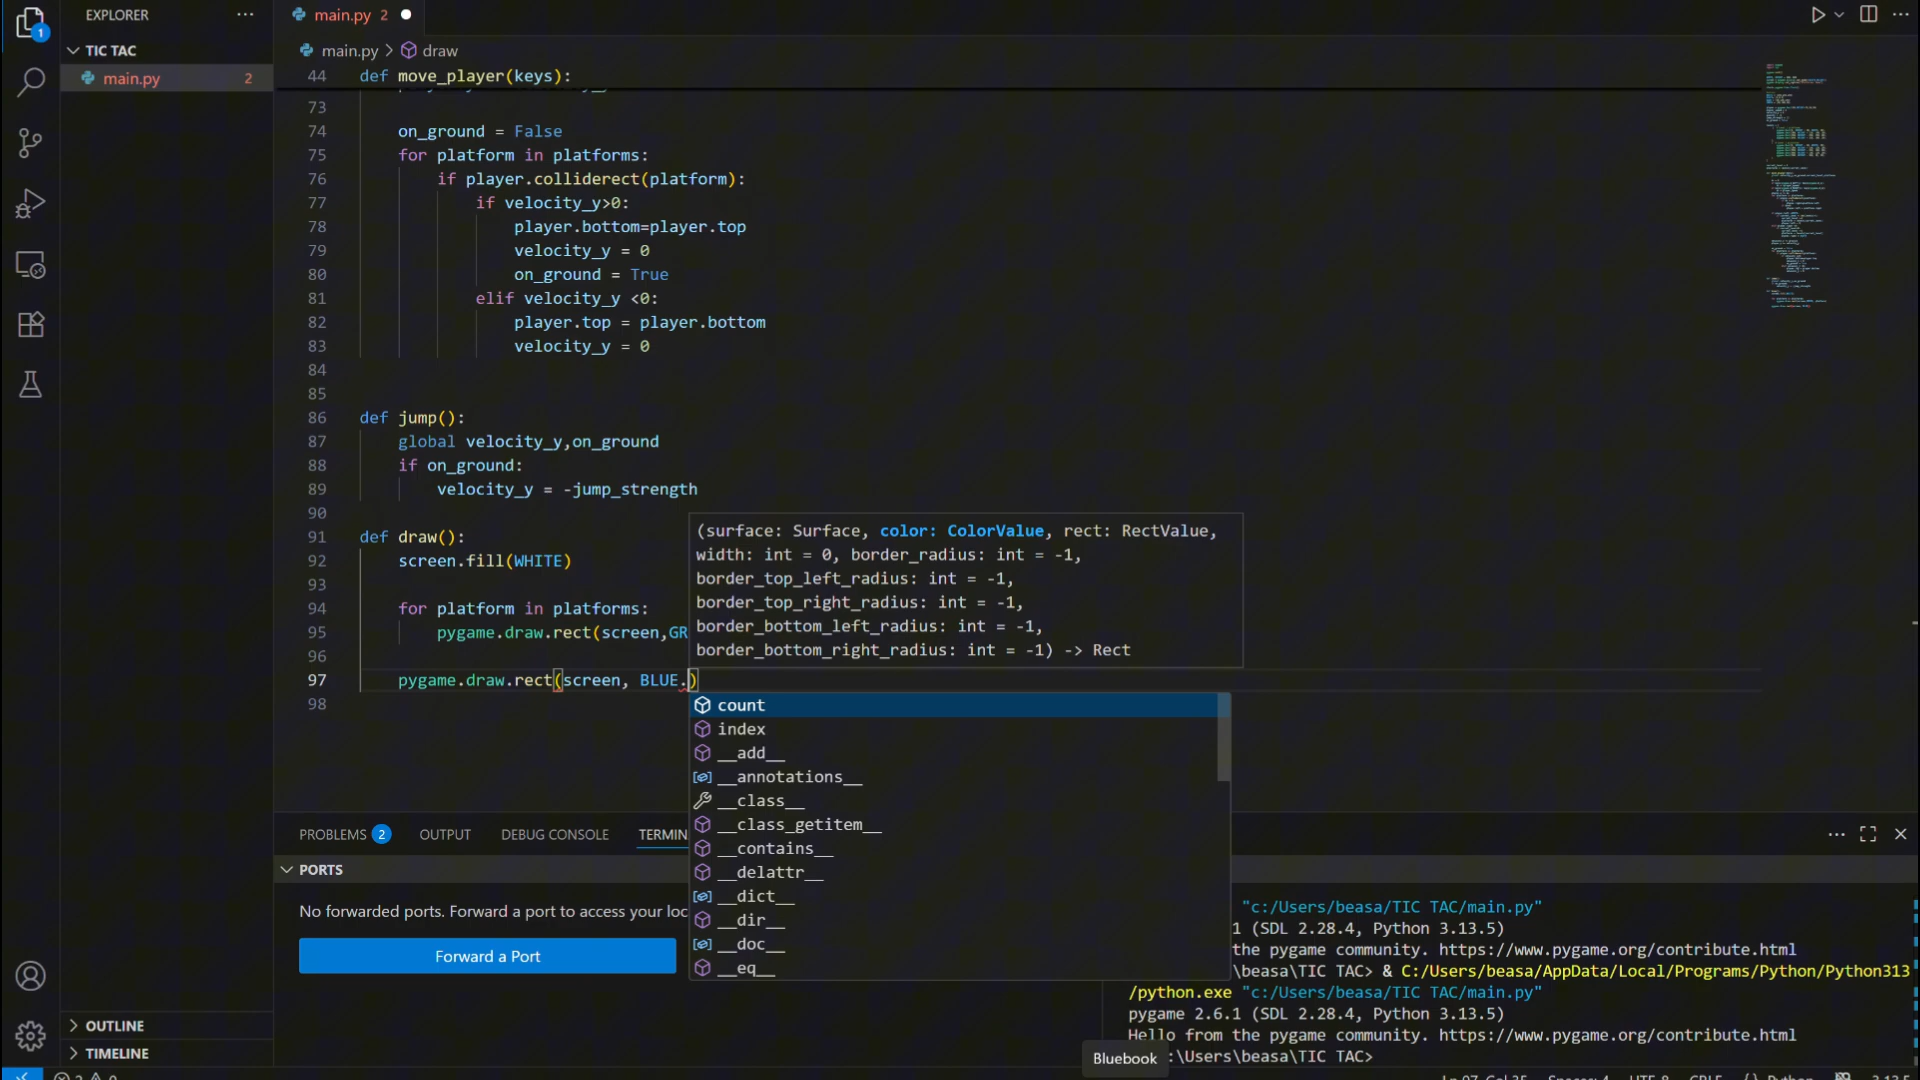 EXPLORER
main.py 2
TIC TAC
main.py > draw
main.py 2
44 def move_player(keys):
73
74 on_ground = False
75 for platform in platforms:
76 if player.colliderect(platform):
77 if velocity_y>0:
78 player.bottom=player.top
79 velocity_y = 0
80 on_ground = True
81 elif velocity_y <0:
82 player.top = player.bottom
83 velocity_y = 0
84
85
86 def jump():
87 global velocity_y,on_ground
88 if on_ground:
89 velocity_y = -jump_strength
90
91 def draw():
92 screen.fill(WHITE)
93
94 for platform in platforms:
95 pygame.draw.rect(screen,GR
96
97 pygame.draw.rect(screen, BLUE.)
98
(surface: Surface, color: ColorValue, rect: RectValue,
width: int = 0, border_radius: int = -1,
border_top_left_radius: int = -1,
border_top_right_radius: int = -1,
border_bottom_left_radius: int = -1,
border_bottom_right_radius: int = -1) -> Rect
count
index
__add__
__annotations__
__class__
__class_getitem__
__contains__
__delattr__
__dict__
__dir__
__doc__
__eq__
PROBLEMS 2 OUTPUT DEBUG CONSOLE TERMIN
PORTS
No forwarded ports. Forward a port to access your loc
Forward a Port
"c:/Users/beasa/TIC TAC/main.py"
1 (SDL 2.28.4, Python 3.13.5)
the pygame community. https://www.pygame.org/contribute.html
\beasa\TIC TAC> & C:/Users/beasa/AppData/Local/Programs/Python/Python313
/python.exe "c:/Users/beasa/TIC TAC/main.py"
pygame 2.6.1 (SDL 2.28.4, Python 3.13.5)
Hello from the pygame community. https://www.pygame.org/contribute.html
:\Users\beasa\TIC TAC>
Bluebook
OUTLINE
TIMELINE